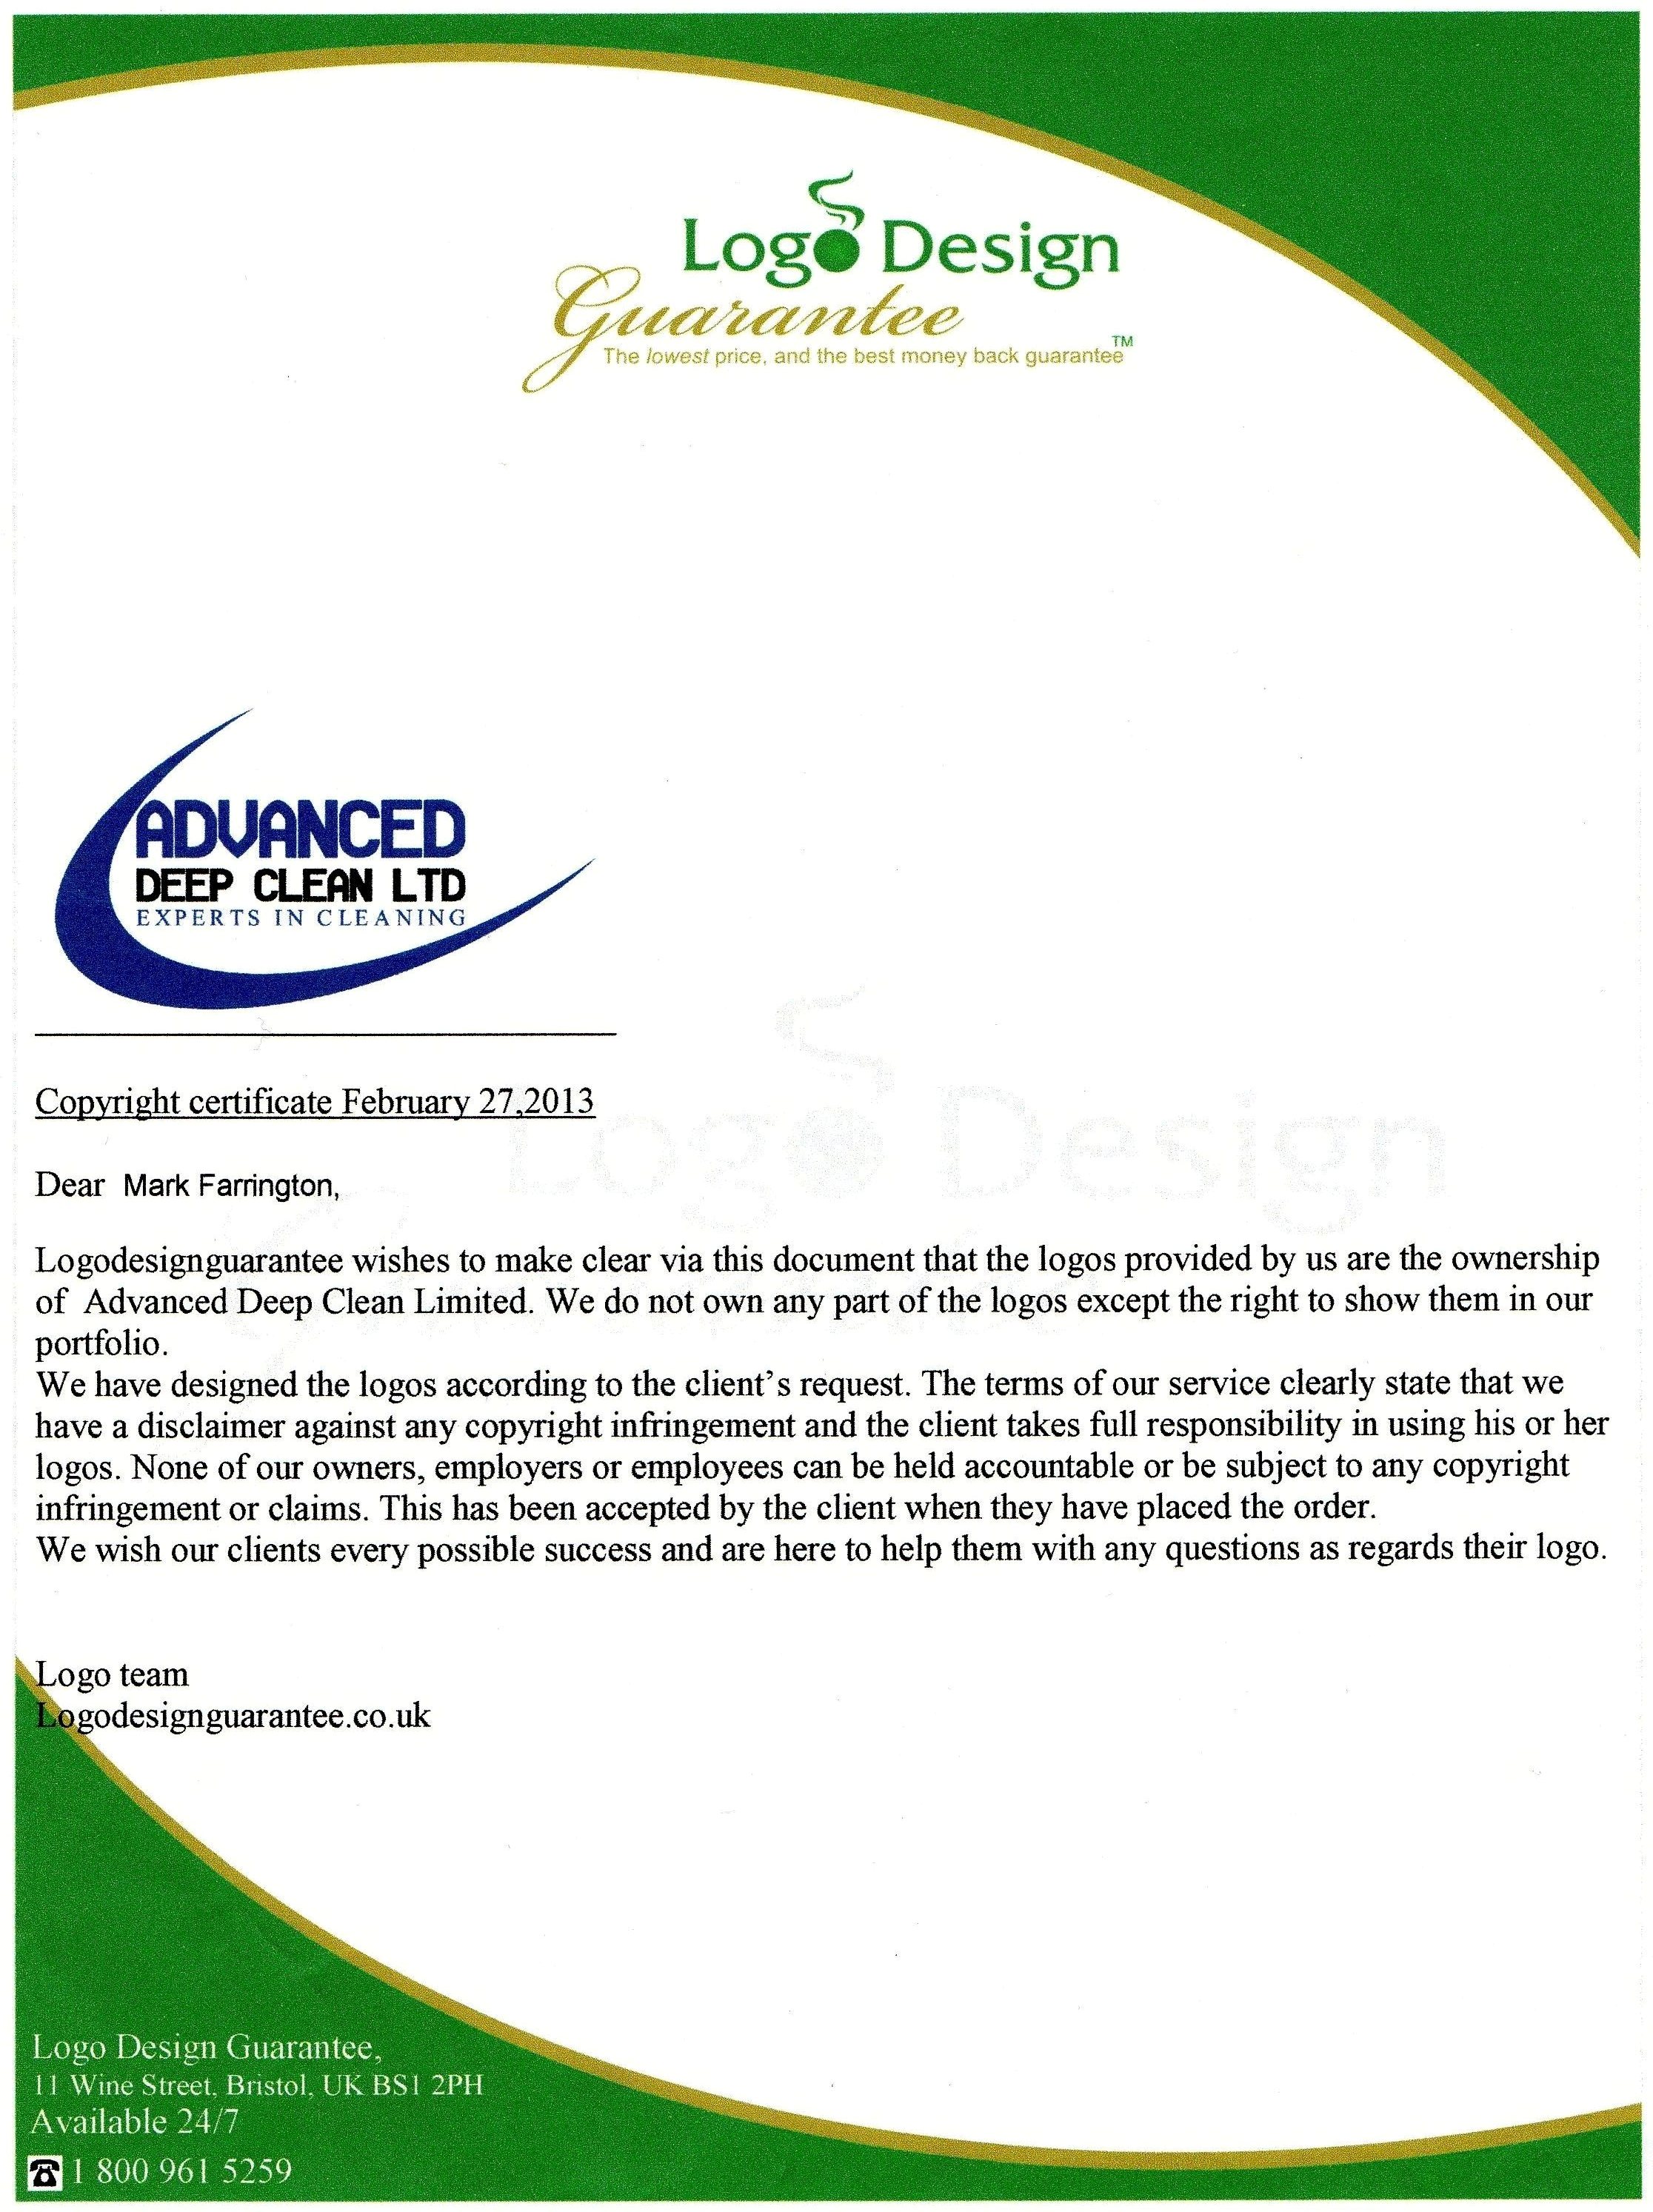 Logo Design
Guarantee
The lowest price, and the best money back guarantee TM
ADVANCED
DEEP CLEAN LTD
EXPERTS IN CLEANING
Copyright certificate February 27,2013
Dear Mark Farrington,
Logodesignguarantee wishes to make clear via this document that the logos provided by us are the ownership
of Advanced Deep Clean Limited. We do not own any part of the logos except the right to show them in our
portfolio.
We have designed the logos according to the client's request. The terms of our service clearly state that we
have a disclaimer against any copyright infringement and the client takes full responsibility in using his or her
logos. None of our owners, employers or employees can be held accountable or be subject to any copyright
infringement or claims. This has been accepted by the client when they have placed the order.
We wish our clients every possible success and are here to help them with any questions as regards their logo.
Logo team
Logodesignguarantee.co.uk
Logo Design Guarantee,
11 Wine Street, Bristol, UK BS1 2PH
Available 24/7
1 800 961 5259